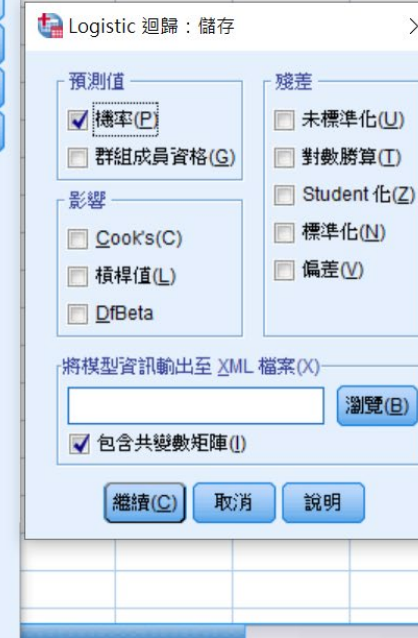 Logistic 迴歸：儲存
預測值
機率(P)
群組成員資格(G)
影響
Cook's(C)
槓桿值(L)
DfBeta
殘差
未標準化(U)
對數勝算(T)
Student 化(Z)
標準化(N)
偏差(V)
將模型資訊輸出至 XML 檔案(X)
瀏覽(B)
包含共變數矩陣(I)
繼續(C)
取消
說明